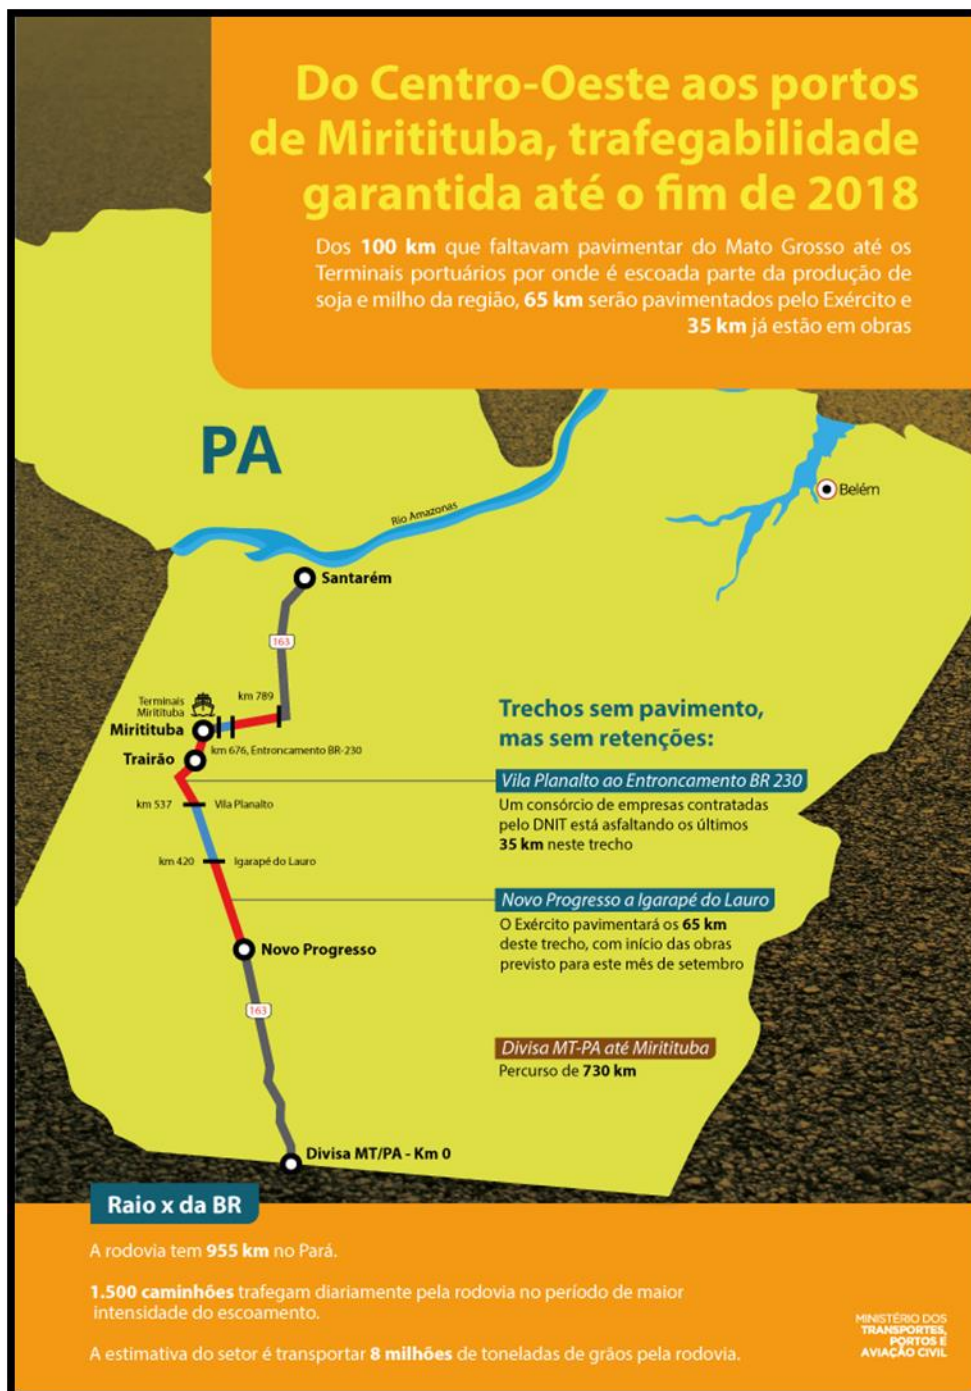 Do Centro-Oeste aos portos
de Miritituba, trafegabilidade
garantida até o fim de 2018
Dos 100 km que faltavam pavimentar do Mato Grosso até os
Terminais portuários por onde é escoada parte da produção de
soja e milho da região, 65 km serão pavimentados pelo Exército e
35 km já estão em obras
PA
Rio Amazonas
Belém
Santarém
163
km 789
Terminais
Miritituba
Miritituba
km 676, Entroncamento BR-230
Trairão
km 537
Vila Planalto
km 420
Igarapé do Lauro
Novo Progresso
163
Divisa MT/PA - Km 0
Trechos sem pavimento,
mas sem retenções:
Vila Planalto ao Entroncamento BR 230
Um consórcio de empresas contratadas
pelo DNIT está asfaltando os últimos
35 km neste trecho
Novo Progresso a Igarapé do Lauro
O Exército pavimentará os 65 km
deste trecho, com início das obras
previsto para este mês de setembro
Divisa MT-PA até Miritituba
Percurso de 730 km
Raio x da BR
A rodovia tem 955 km no Pará.
1.500 caminhões trafegam diariamente pela rodovia no período de maior
intensidade do escoamento.
A estimativa do setor é transportar 8 milhões de toneladas de grãos pela rodovia.
MINISTÉRIO DOS
TRANSPORTES,
PORTOS E
AVIAÇÃO CIVIL